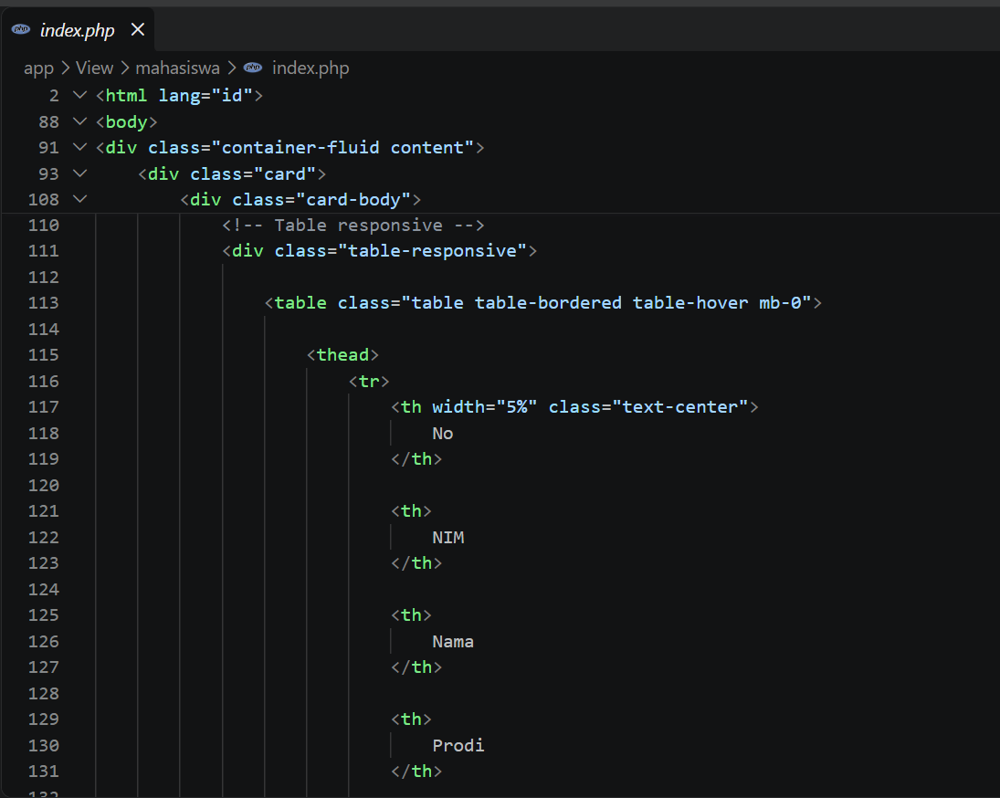 php index.php
app View mahasiswa php index.php
2 <html lang="id">
88 <body>
91 <div class="container-fluid content">
93 <div class="card">
108 <div class="card-body">
110 <!-- Table responsive -->
111 <div class="table-responsive">
112
113 <table class="table table-bordered table-hover mb-0">
114
115 <thead>
116 <tr>
117 <th width="5%" class="text-center">
118 No
119 </th>
120
121 <th>
122 NIM
123 </th>
124
125 <th>
126 Nama
127 </th>
128
129 <th>
130 Prodi
131 </th>
132